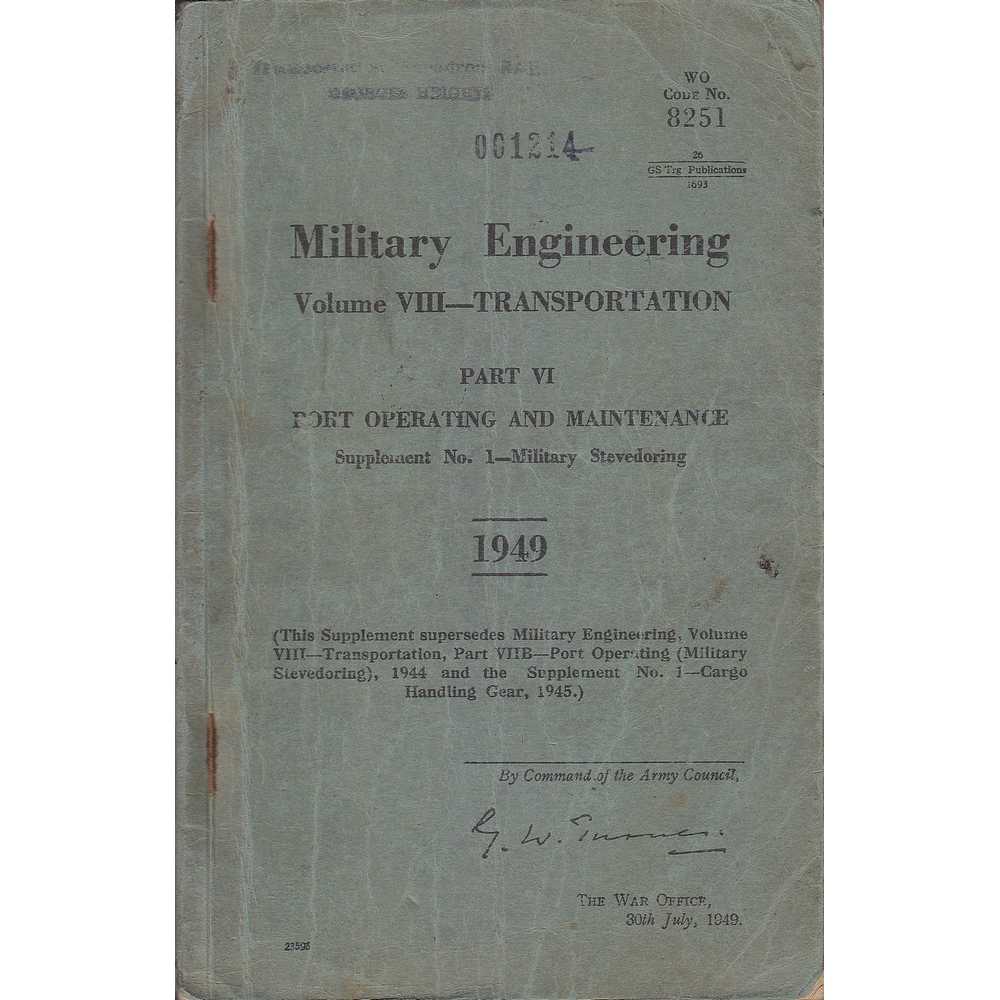 WO
CODE No.
8251
001214
26
GS Trg Publications
1693
Military Engineering
Volume VIII—TRANSPORTATION
PART VI
PORT OPERATING AND MAINTENANCE
Supplement No. 1—Military Stevedoring
1949
(This Supplement supersedes Military Engineering, Volume
VIII—Transportation, Part VIIB—Port Operating (Military
Stevedoring), 1944 and the Supplement No. 1—Cargo
Handling Gear, 1945.)
By Command of the Army Council,
G. W. Turner.
THE WAR OFFICE,
30th July, 1949.
23595